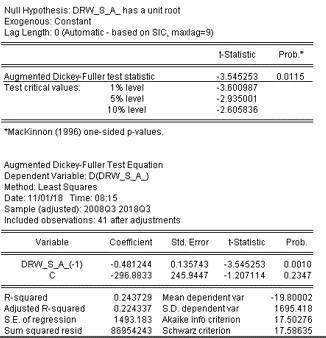 Null Hypothesis: DRW_S_A_ has a unit root
Exogenous: Constant
Lag Length: 0 (Automatic - based on SIC, maxlag=9)
t-Statistic Prob.*
Augmented Dickey-Fuller test statistic -3.545253 0.0115
Test critical values: 1% level -3.600987
5% level -2.935001
10% level -2.605836
*MacKinnon (1996) one-sided p-values.
Augmented Dickey-Fuller Test Equation
Dependent Variable: D(DRW_S_A_)
Method: Least Squares
Date: 11/01/18 Time: 08:15
Sample (adjusted): 2008Q3 2018Q3
Included observations: 41 after adjustments
Variable Coefficient Std. Error t-Statistic Prob.
DRW_S_A_(-1) -0.481244 0.135743 -3.545253 0.0010
C -296.8833 245.9447 -1.207114 0.2347
R-squared 0.243729 Mean dependent var -19.80002
Adjusted R-squared 0.224337 S.D. dependent var 1695.418
S.E. of regression 1493.183 Akaike info criterion 17.50276
Sum squared resid 86954243 Schwarz criterion 17.58635